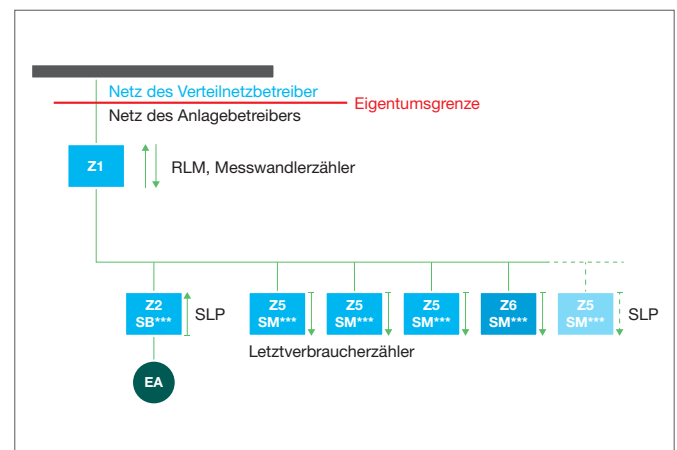 Netz des Verteilnetzbetreiber
Eigentumsgrenze
Netz des Anlagebetreibers
Z1
RLM, Messwandlerzähler
Z2
SB***
SLP
Z5
SM***
Z5
SM***
Z5
SM***
Z6
SM***
Z5
SM***
SLP
Letztverbraucherzähler
EA